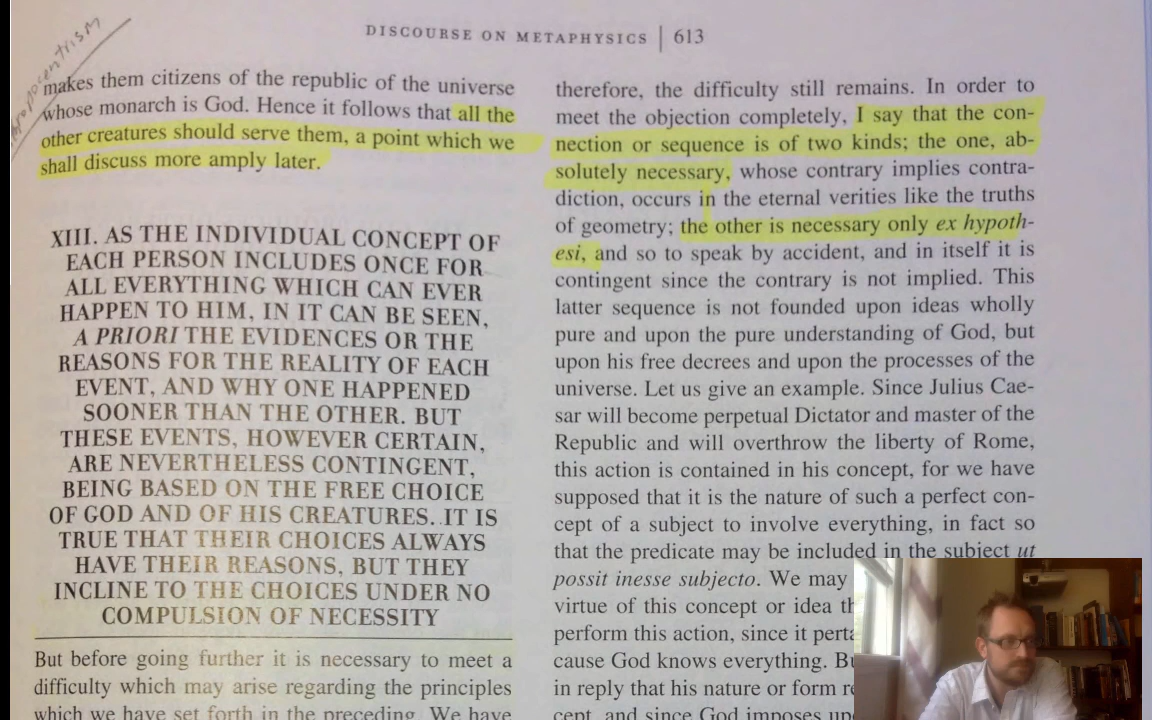 DISCOURSE ON METAPHYSICS | 613
makes them citizens of the republic of the universe
whose monarch is God. Hence it follows that all the
other creatures should serve them, a point which we
shall discuss more amply later.
XIII. AS THE INDIVIDUAL CONCEPT OF
EACH PERSON INCLUDES ONCE FOR
ALL EVERYTHING WHICH CAN EVER
HAPPEN TO HIM, IN IT CAN BE SEEN,
A PRIORI THE EVIDENCES OR THE
REASONS FOR THE REALITY OF EACH
EVENT, AND WHY ONE HAPPENED
SOONER THAN THE OTHER. BUT
THESE EVENTS, HOWEVER CERTAIN,
ARE NEVERTHELESS CONTINGENT,
BEING BASED ON THE FREE CHOICE
OF GOD AND OF HIS CREATURES. IT IS
TRUE THAT THEIR CHOICES ALWAYS
HAVE THEIR REASONS, BUT THEY
INCLINE TO THE CHOICES UNDER NO
COMPULSION OF NECESSITY
But before going further it is necessary to meet a
difficulty which may arise regarding the principles
which we have set forth in the preceding. We have
therefore, the difficulty still remains. In order to
meet the objection completely, I say that the con-
nection or sequence is of two kinds; the one, ab-
solutely necessary, whose contrary implies contra-
diction, occurs in the eternal verities like the truths
of geometry; the other is necessary only ex hypoth-
esi, and so to speak by accident, and in itself it is
contingent since the contrary is not implied. This
latter sequence is not founded upon ideas wholly
pure and upon the pure understanding of God, but
upon his free decrees and upon the processes of the
universe. Let us give an example. Since Julius Cae-
sar will become perpetual Dictator and master of the
Republic and will overthrow the liberty of Rome,
this action is contained in his concept, for we have
supposed that it is the nature of such a perfect con-
cept of a subject to involve everything, in fact so
that the predicate may be included in the subject ut
possit inesse subjecto. We may
virtue of this concept or idea
perform this action, since it
cause God knows everything.
in reply that his nature or form
cept, and since God imposes